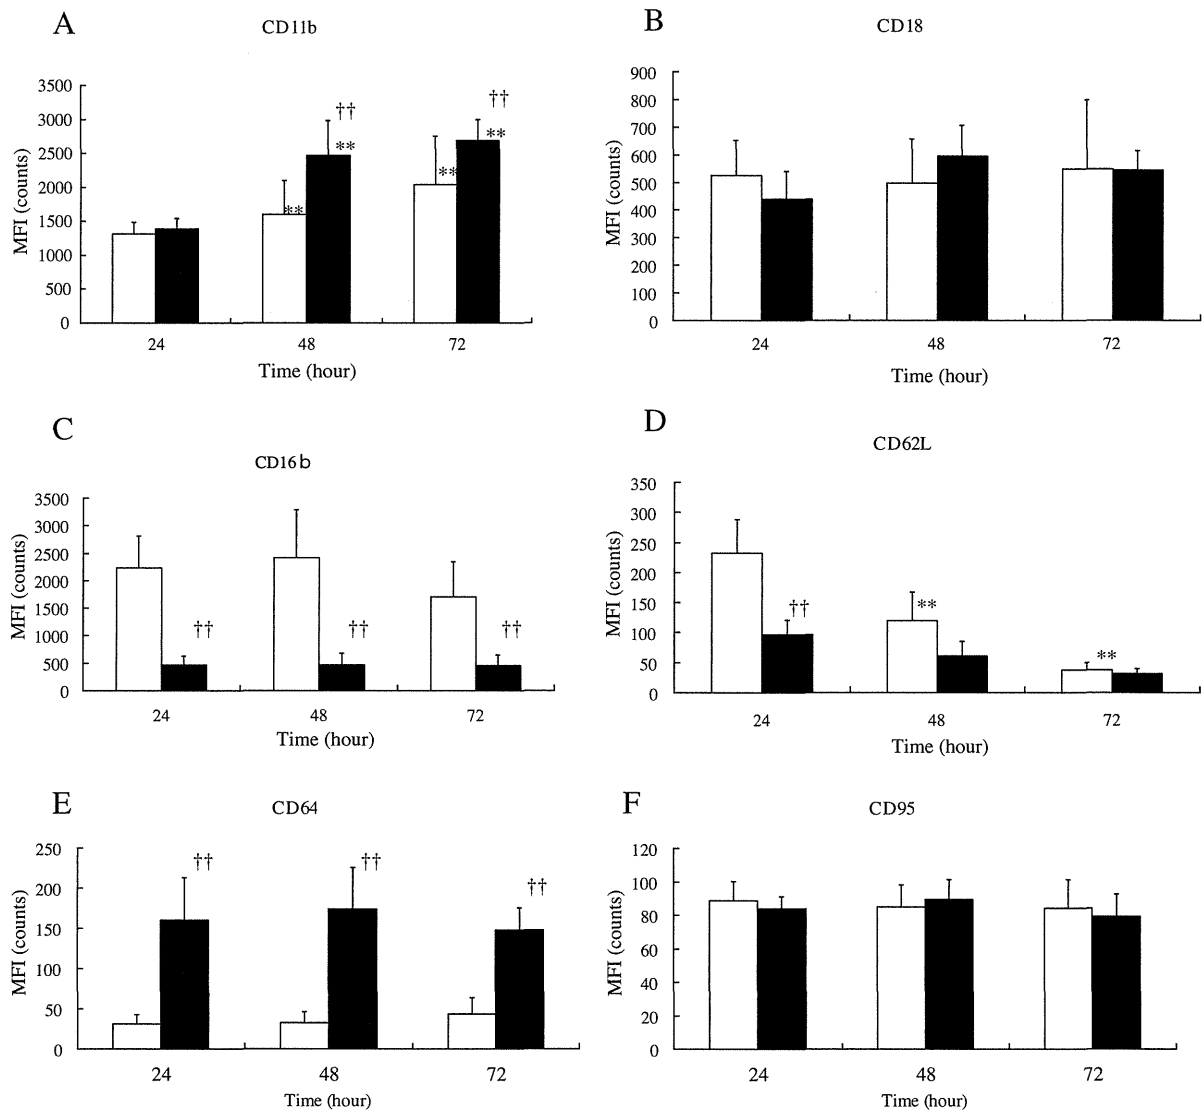 A
CD11b
3500
3000
2500
2000
1500
1000
500
0
MFI (counts)
††
**
**
††
**
**
24 48 72
Time (hour)
B
CD18
900
800
700
600
500
400
300
200
100
0
MFI (counts)
24 48 72
Time (hour)
C
CD16b
3500
3000
2500
2000
1500
1000
500
0
MFI (counts)
†† †† ††
24 48 72
Time (hour)
D
CD62L
350
300
250
200
150
100
50
0
MFI (counts)
†† ** **
24 48 72
Time (hour)
E
CD64
250
200
150
100
50
0
MFI (counts)
†† †† ††
24 48 72
Time (hour)
F
CD95
120
100
80
60
40
20
0
MFI (counts)
24 48 72
Time (hour)